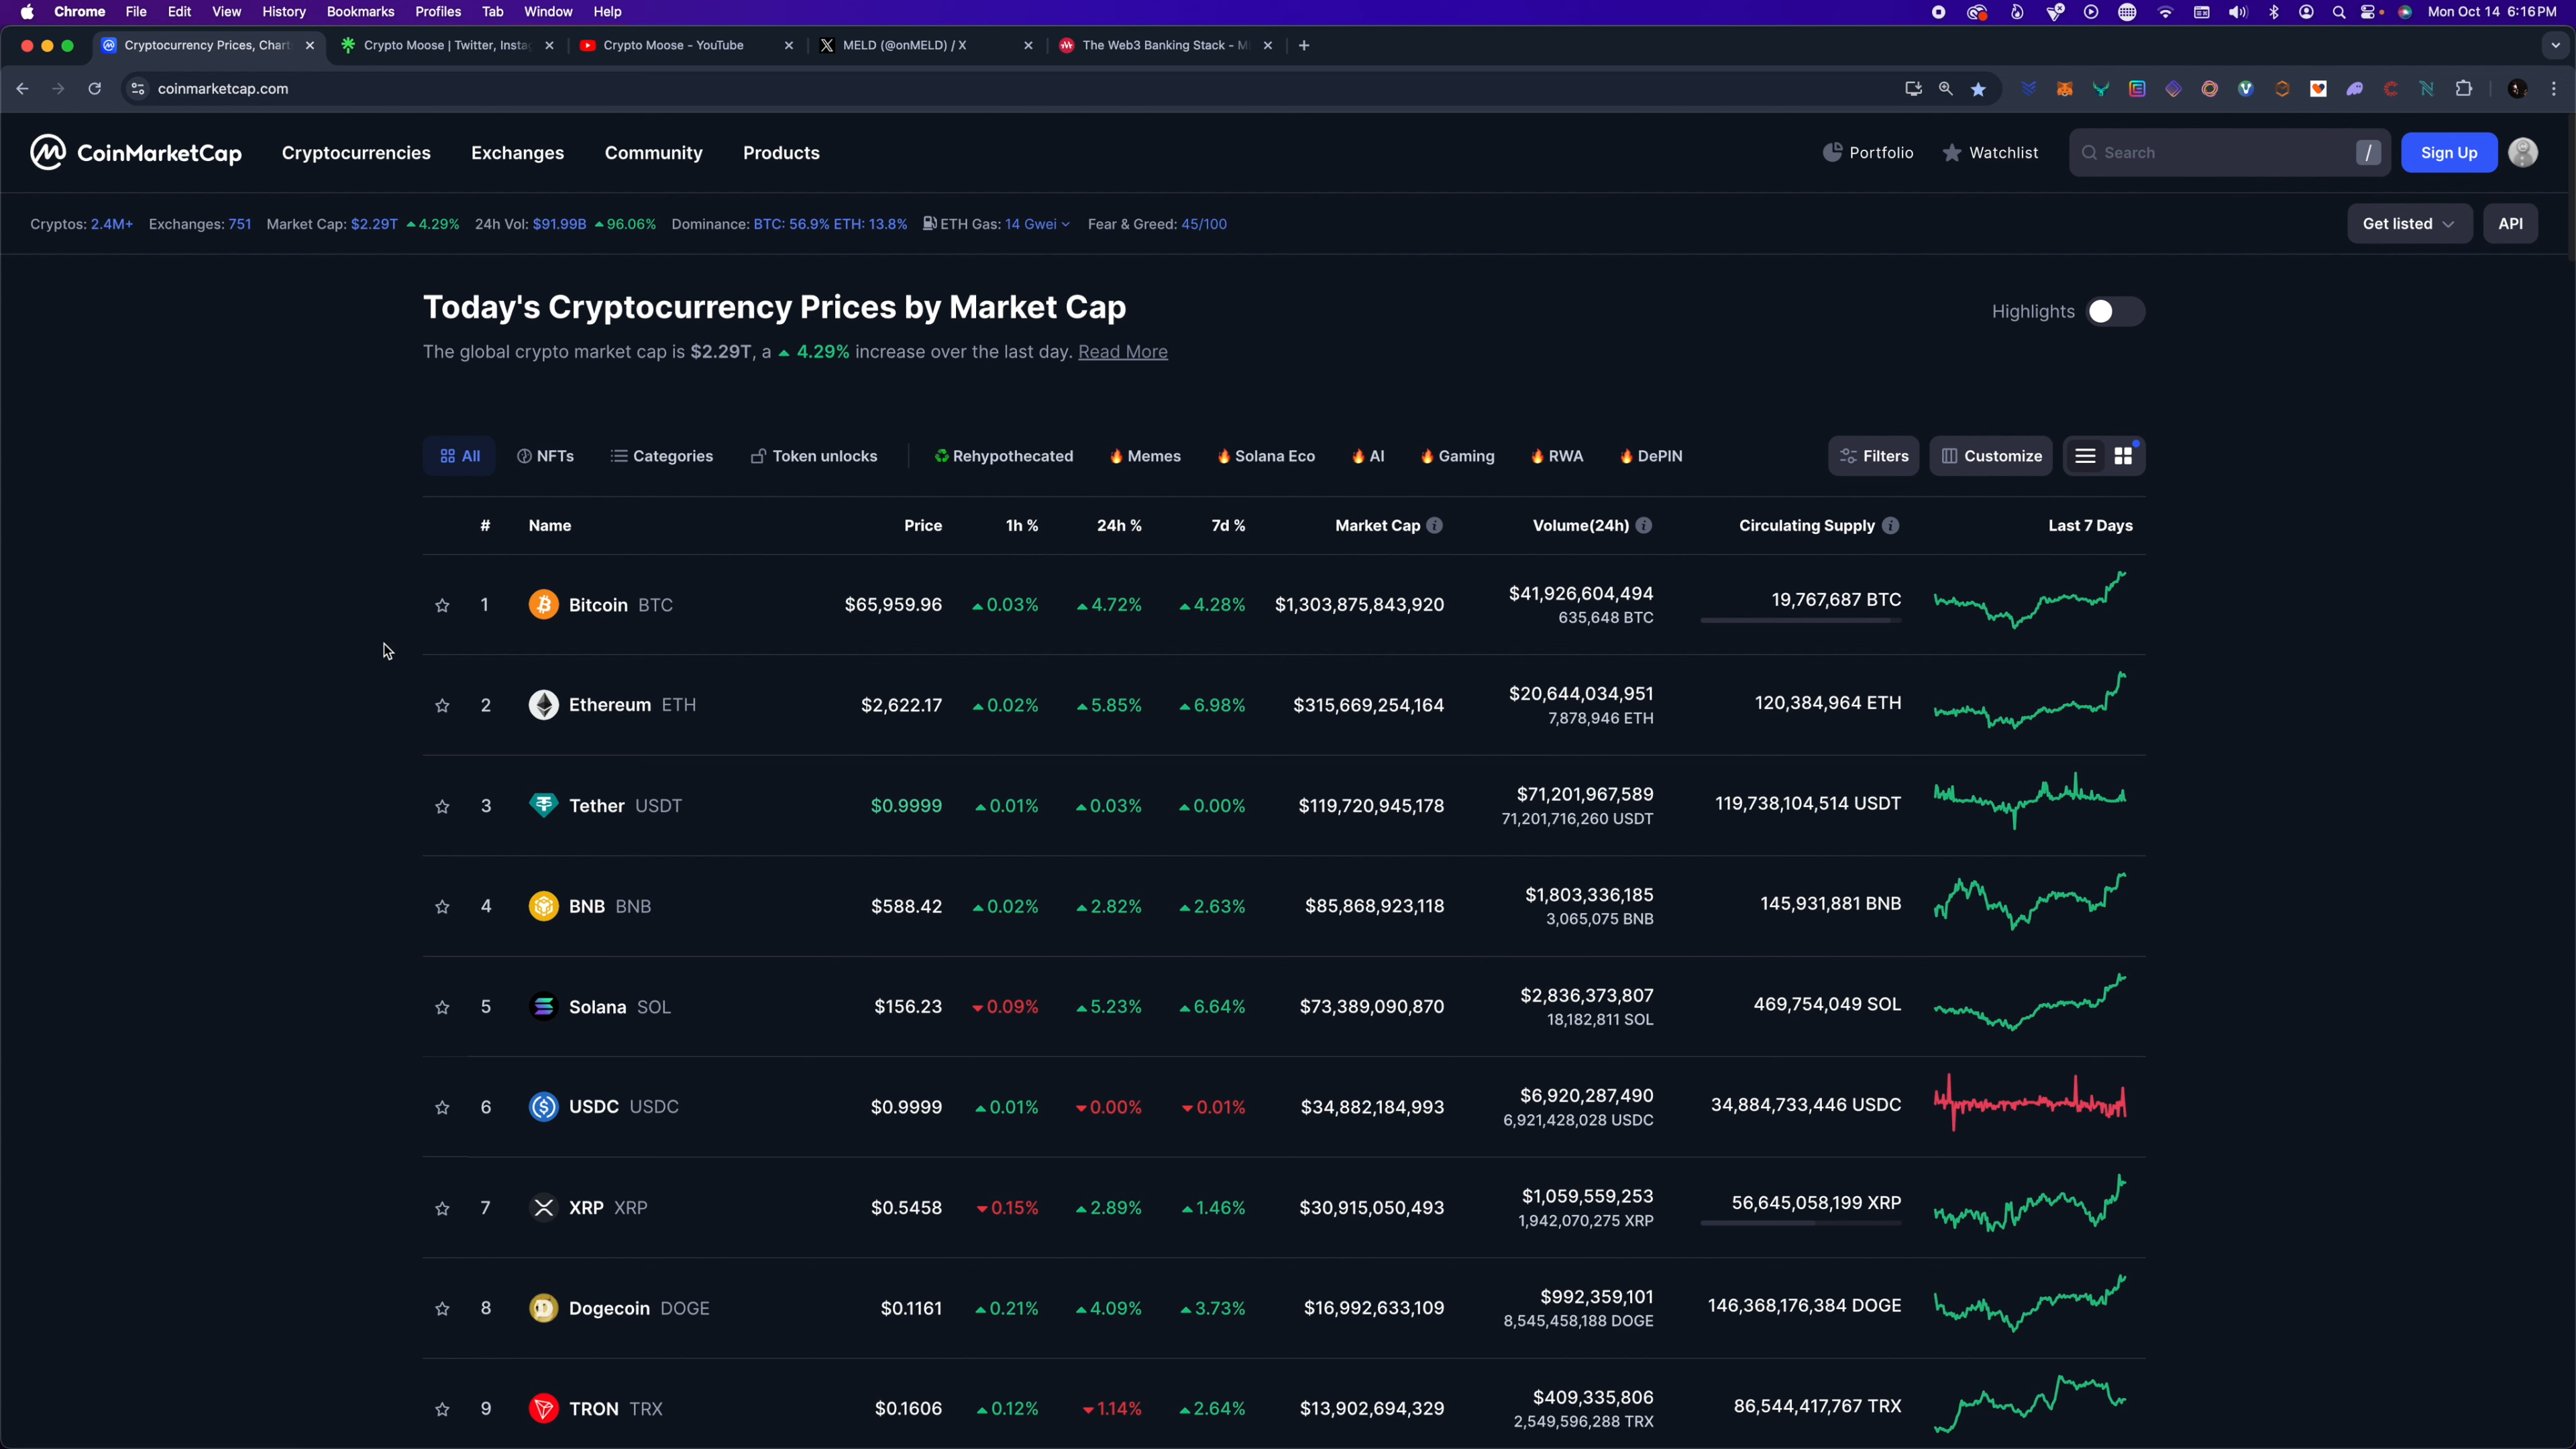 Chrome File Edit View History Bookmarks Profiles Tab Window Help Mon Oct 14 6:16 PM
Cryptocurrency Prices, Chart Crypto Moose | Twitter, Insta Crypto Moose - YouTube MELD (@onMELD) / X The Web3 Banking Stack - M
coinmarketcap.com
CoinMarketCap Cryptocurrencies Exchanges Community Products Portfolio Watchlist Search / Sign Up
Cryptos: 2.4M+ Exchanges: 751 Market Cap: $2.29T 4.29% 24h Vol: $91.99B 96.06% Dominance: BTC: 56.9% ETH: 13.8% ETH Gas: 14 Gwei Fear & Greed: 45/100 Get listed API
Today's Cryptocurrency Prices by Market Cap Highlights
The global crypto market cap is $2.29T, a 4.29% increase over the last day. Read More
All NFTs Categories Token unlocks Rehypothecated Memes Solana Eco AI Gaming RWA DePIN Filters Customize
# Name Price 1h % 24h % 7d % Market Cap Volume(24h) Circulating Supply Last 7 Days
1 Bitcoin BTC $65,959.96 0.03% 4.72% 4.28% $1,303,875,843,920 $41,926,604,494 19,767,687 BTC
635,648 BTC
2 Ethereum ETH $2,622.17 0.02% 5.85% 6.98% $315,669,254,164 $20,644,034,951 120,384,964 ETH
7,878,946 ETH
3 Tether USDT $0.9999 0.01% 0.03% 0.00% $119,720,945,178 $71,201,967,589 119,738,104,514 USDT
71,201,716,260 USDT
4 BNB BNB $588.42 0.02% 2.82% 2.63% $85,868,923,118 $1,803,336,185 145,931,881 BNB
3,065,075 BNB
5 Solana SOL $156.23 0.09% 5.23% 6.64% $73,389,090,870 $2,836,373,807 469,754,049 SOL
18,182,811 SOL
6 USDC USDC $0.9999 0.01% 0.00% 0.01% $34,882,184,993 $6,920,287,490 34,884,733,446 USDC
6,921,428,028 USDC
7 XRP XRP $0.5458 0.15% 2.89% 1.46% $30,915,050,493 $1,059,559,253 56,645,058,199 XRP
1,942,070,275 XRP
8 Dogecoin DOGE $0.1161 0.21% 4.09% 3.73% $16,992,633,109 $992,359,101 146,368,176,384 DOGE
8,545,458,188 DOGE
9 TRON TRX $0.1606 0.12% 1.14% 2.64% $13,902,694,329 $409,335,806 86,544,417,767 TRX
2,549,596,288 TRX